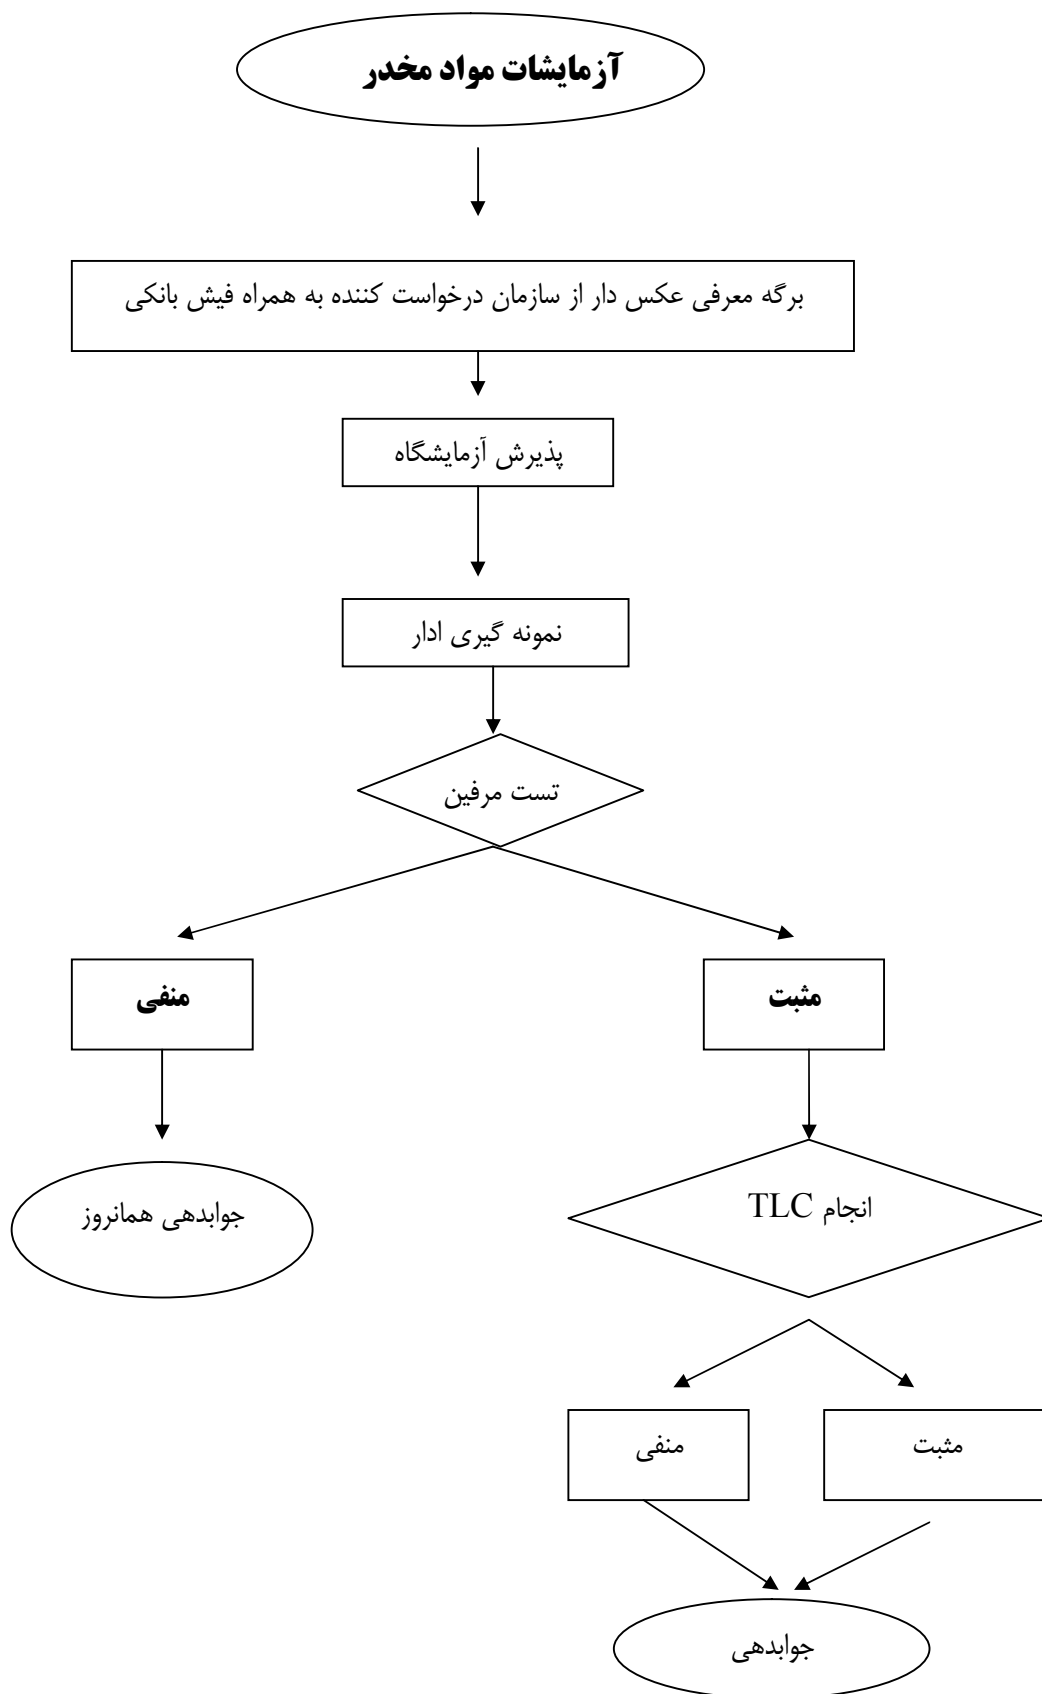 آزمایشات مواد مخدر
برگه معرفی عکس دار از سازمان درخواست کننده به همراه فیش بانکی
پذیرش آزمایشگاه
نمونه گیری ادار
تست مرفین
مثبت
منفی
انجام TLC
جوابدهی همانروز
مثبت
منفی
جوابدهی